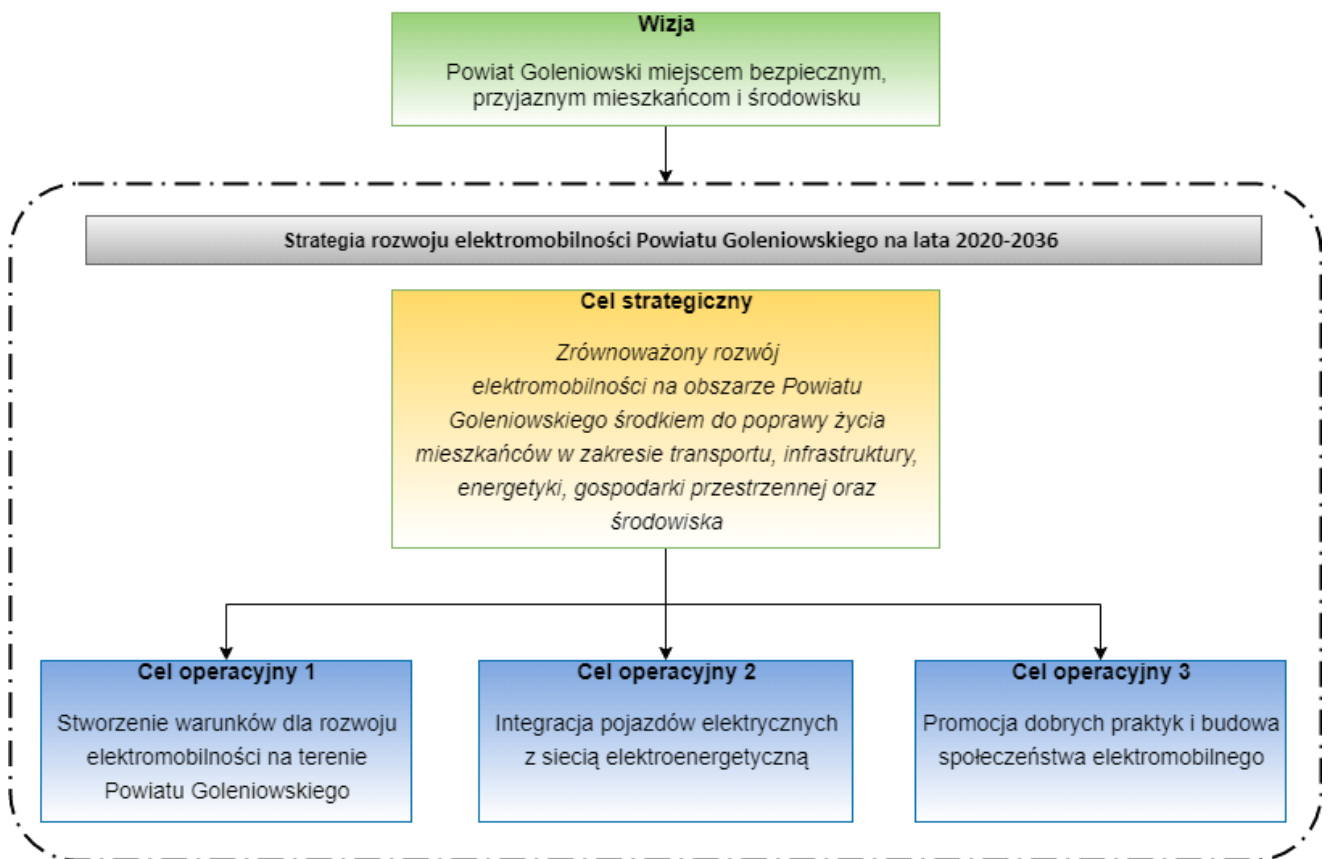 Wizja
Powiat Goleniowski miejscem bezpiecznym,
przyjaznym mieszkańcom i środowisku
Strategia rozwoju elektromobilności Powiatu Goleniowskiego na lata 2020-2036
Cel strategiczny
Zrównoważony rozwój
elektromobilności na obszarze Powiatu
Goleniowskiego środkiem do poprawy życia
mieszkańców w zakresie transportu, infrastruktury,
energetyki, gospodarki przestrzennej oraz
środowiska
Cel operacyjny 1
Stworzenie warunków dla rozwoju
elektromobilności na terenie
Powiatu Goleniowskiego
Cel operacyjny 2
Integracja pojazdów elektrycznych
z siecią elektroenergetyczną
Cel operacyjny 3
Promocja dobrych praktyk i budowa
społeczeństwa elektromobilnego